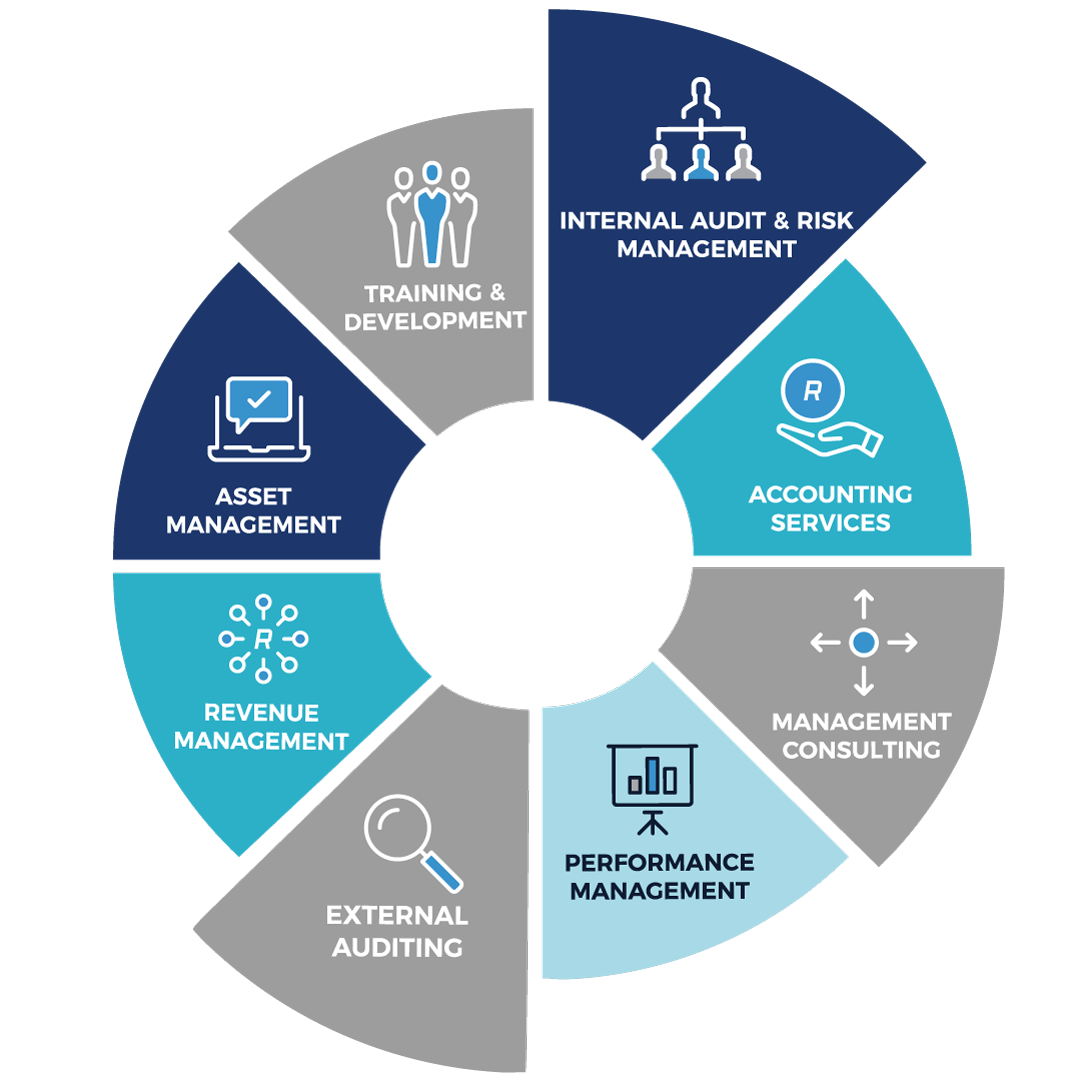 INTERNAL AUDIT & RISK
MANAGEMENT
R
ACCOUNTING
SERVICES
MANAGEMENT
CONSULTING
PERFORMANCE
MANAGEMENT
EXTERNAL
AUDITING
R
REVENUE
MANAGEMENT
ASSET
MANAGEMENT
TRAINING &
DEVELOPMENT